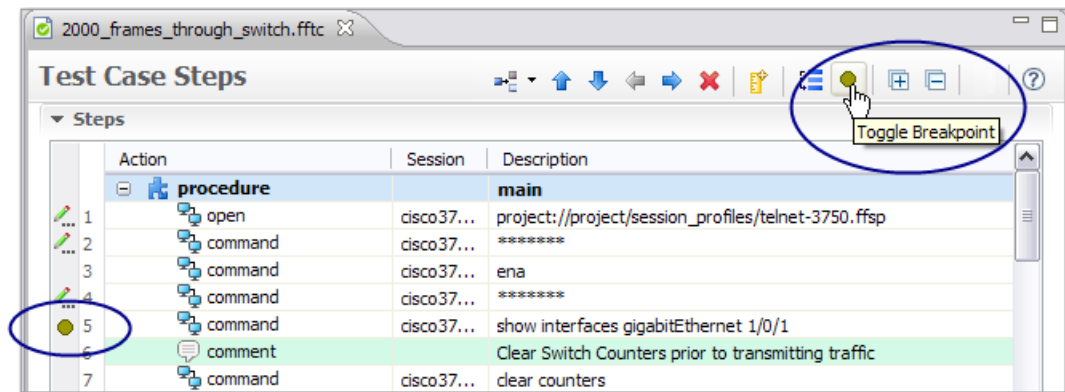 2000_frames_through_switch.fftc
Test Case Steps
Toggle Breakpoint
Steps
Action Session Description
procedure main
1 open cisco37... project://project/session_profiles/telnet-3750.ffsp
2 command cisco37... *******
3 command cisco37... ena
4 command cisco37... *******
5 command cisco37... show interfaces gigabitEthernet 1/0/1
6 comment Clear Switch Counters prior to transmitting traffic
7 command cisco37... clear counters